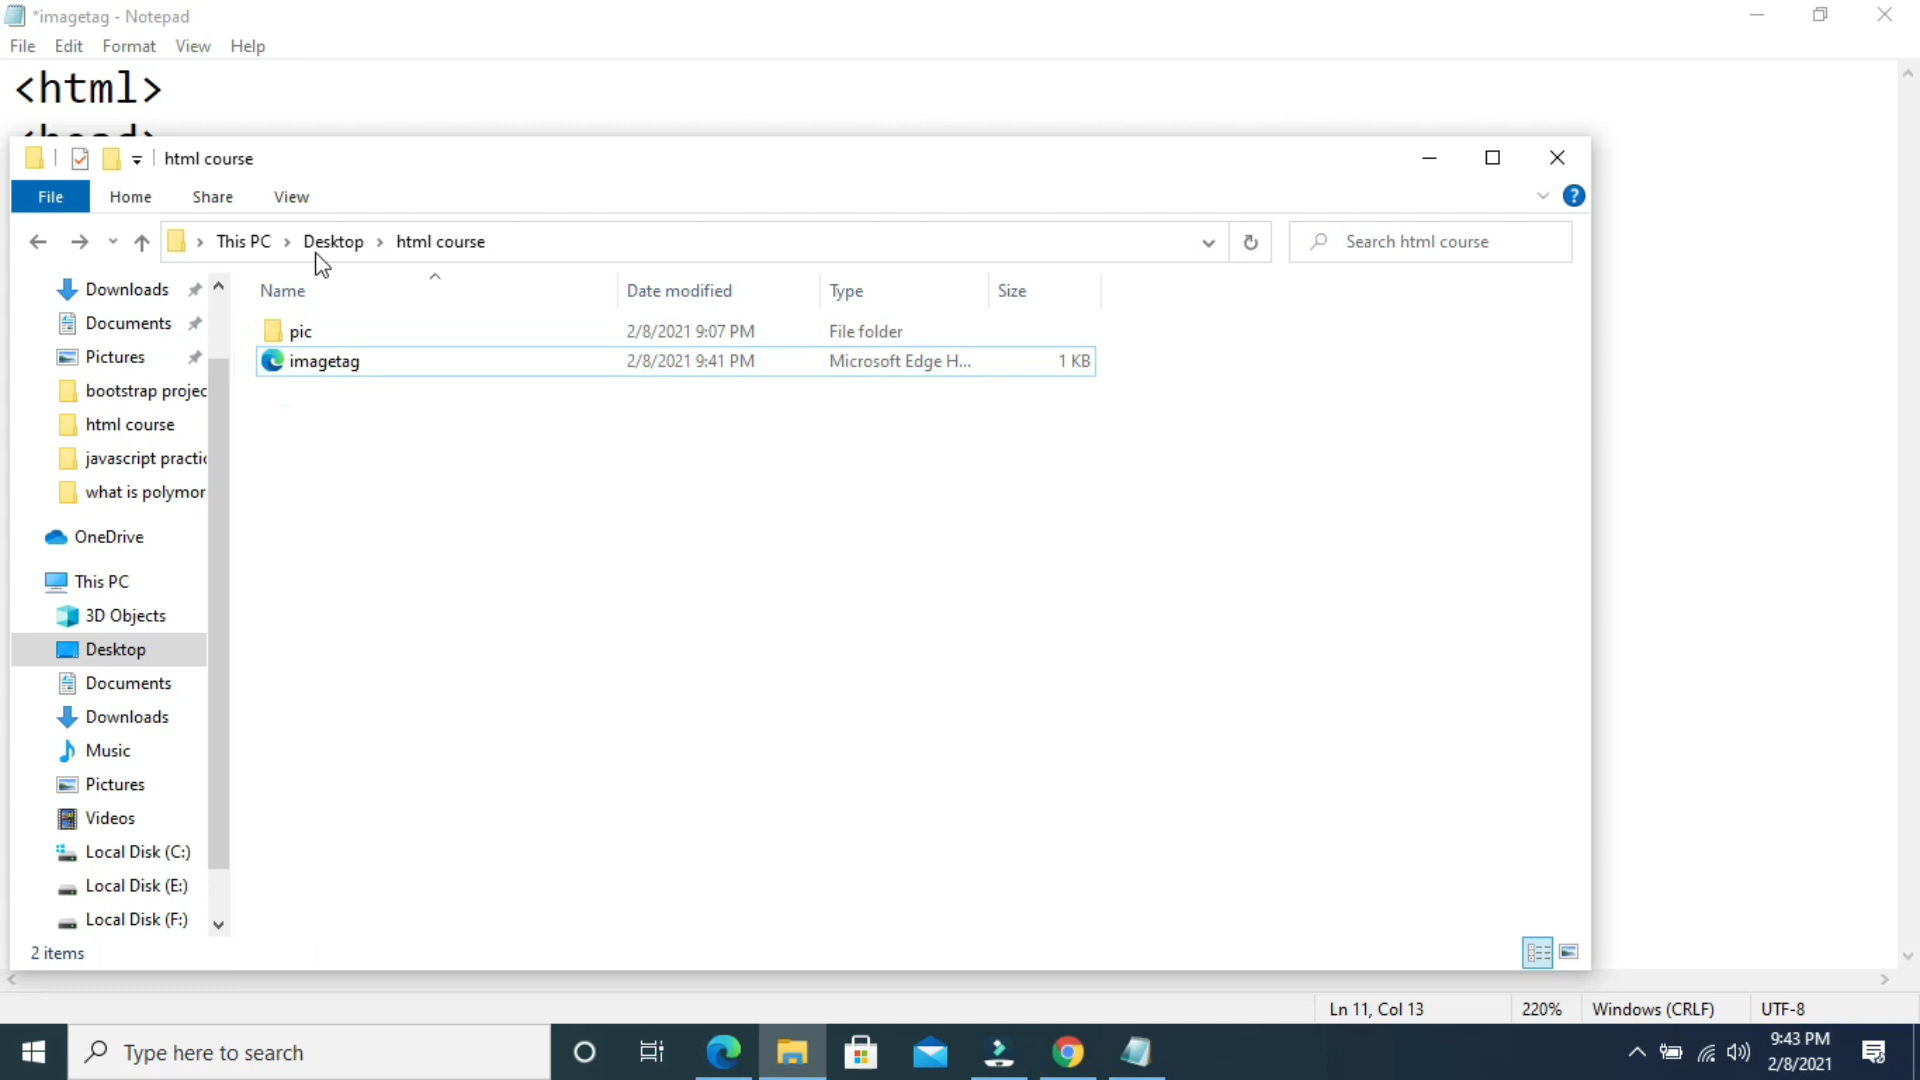 *imagetag - Notepad
File Edit Format View Help
<html>
<head>
html course
File Home Share View
This PC Desktop html course
Search html course
Name Date modified Type Size
Downloads
Documents
Pictures
bootstrap projec
html course
javascript practic
what is polymor
pic 2/8/2021 9:07 PM File folder
imagetag 2/8/2021 9:41 PM Microsoft Edge H... 1 KB
OneDrive
This PC
3D Objects
Desktop
Documents
Downloads
Music
Pictures
Videos
Local Disk (C:)
Local Disk (E:)
Local Disk (F:)
2 items
Ln 11, Col 13 220% Windows (CRLF) UTF-8
Type here to search
9:43 PM
2/8/2021